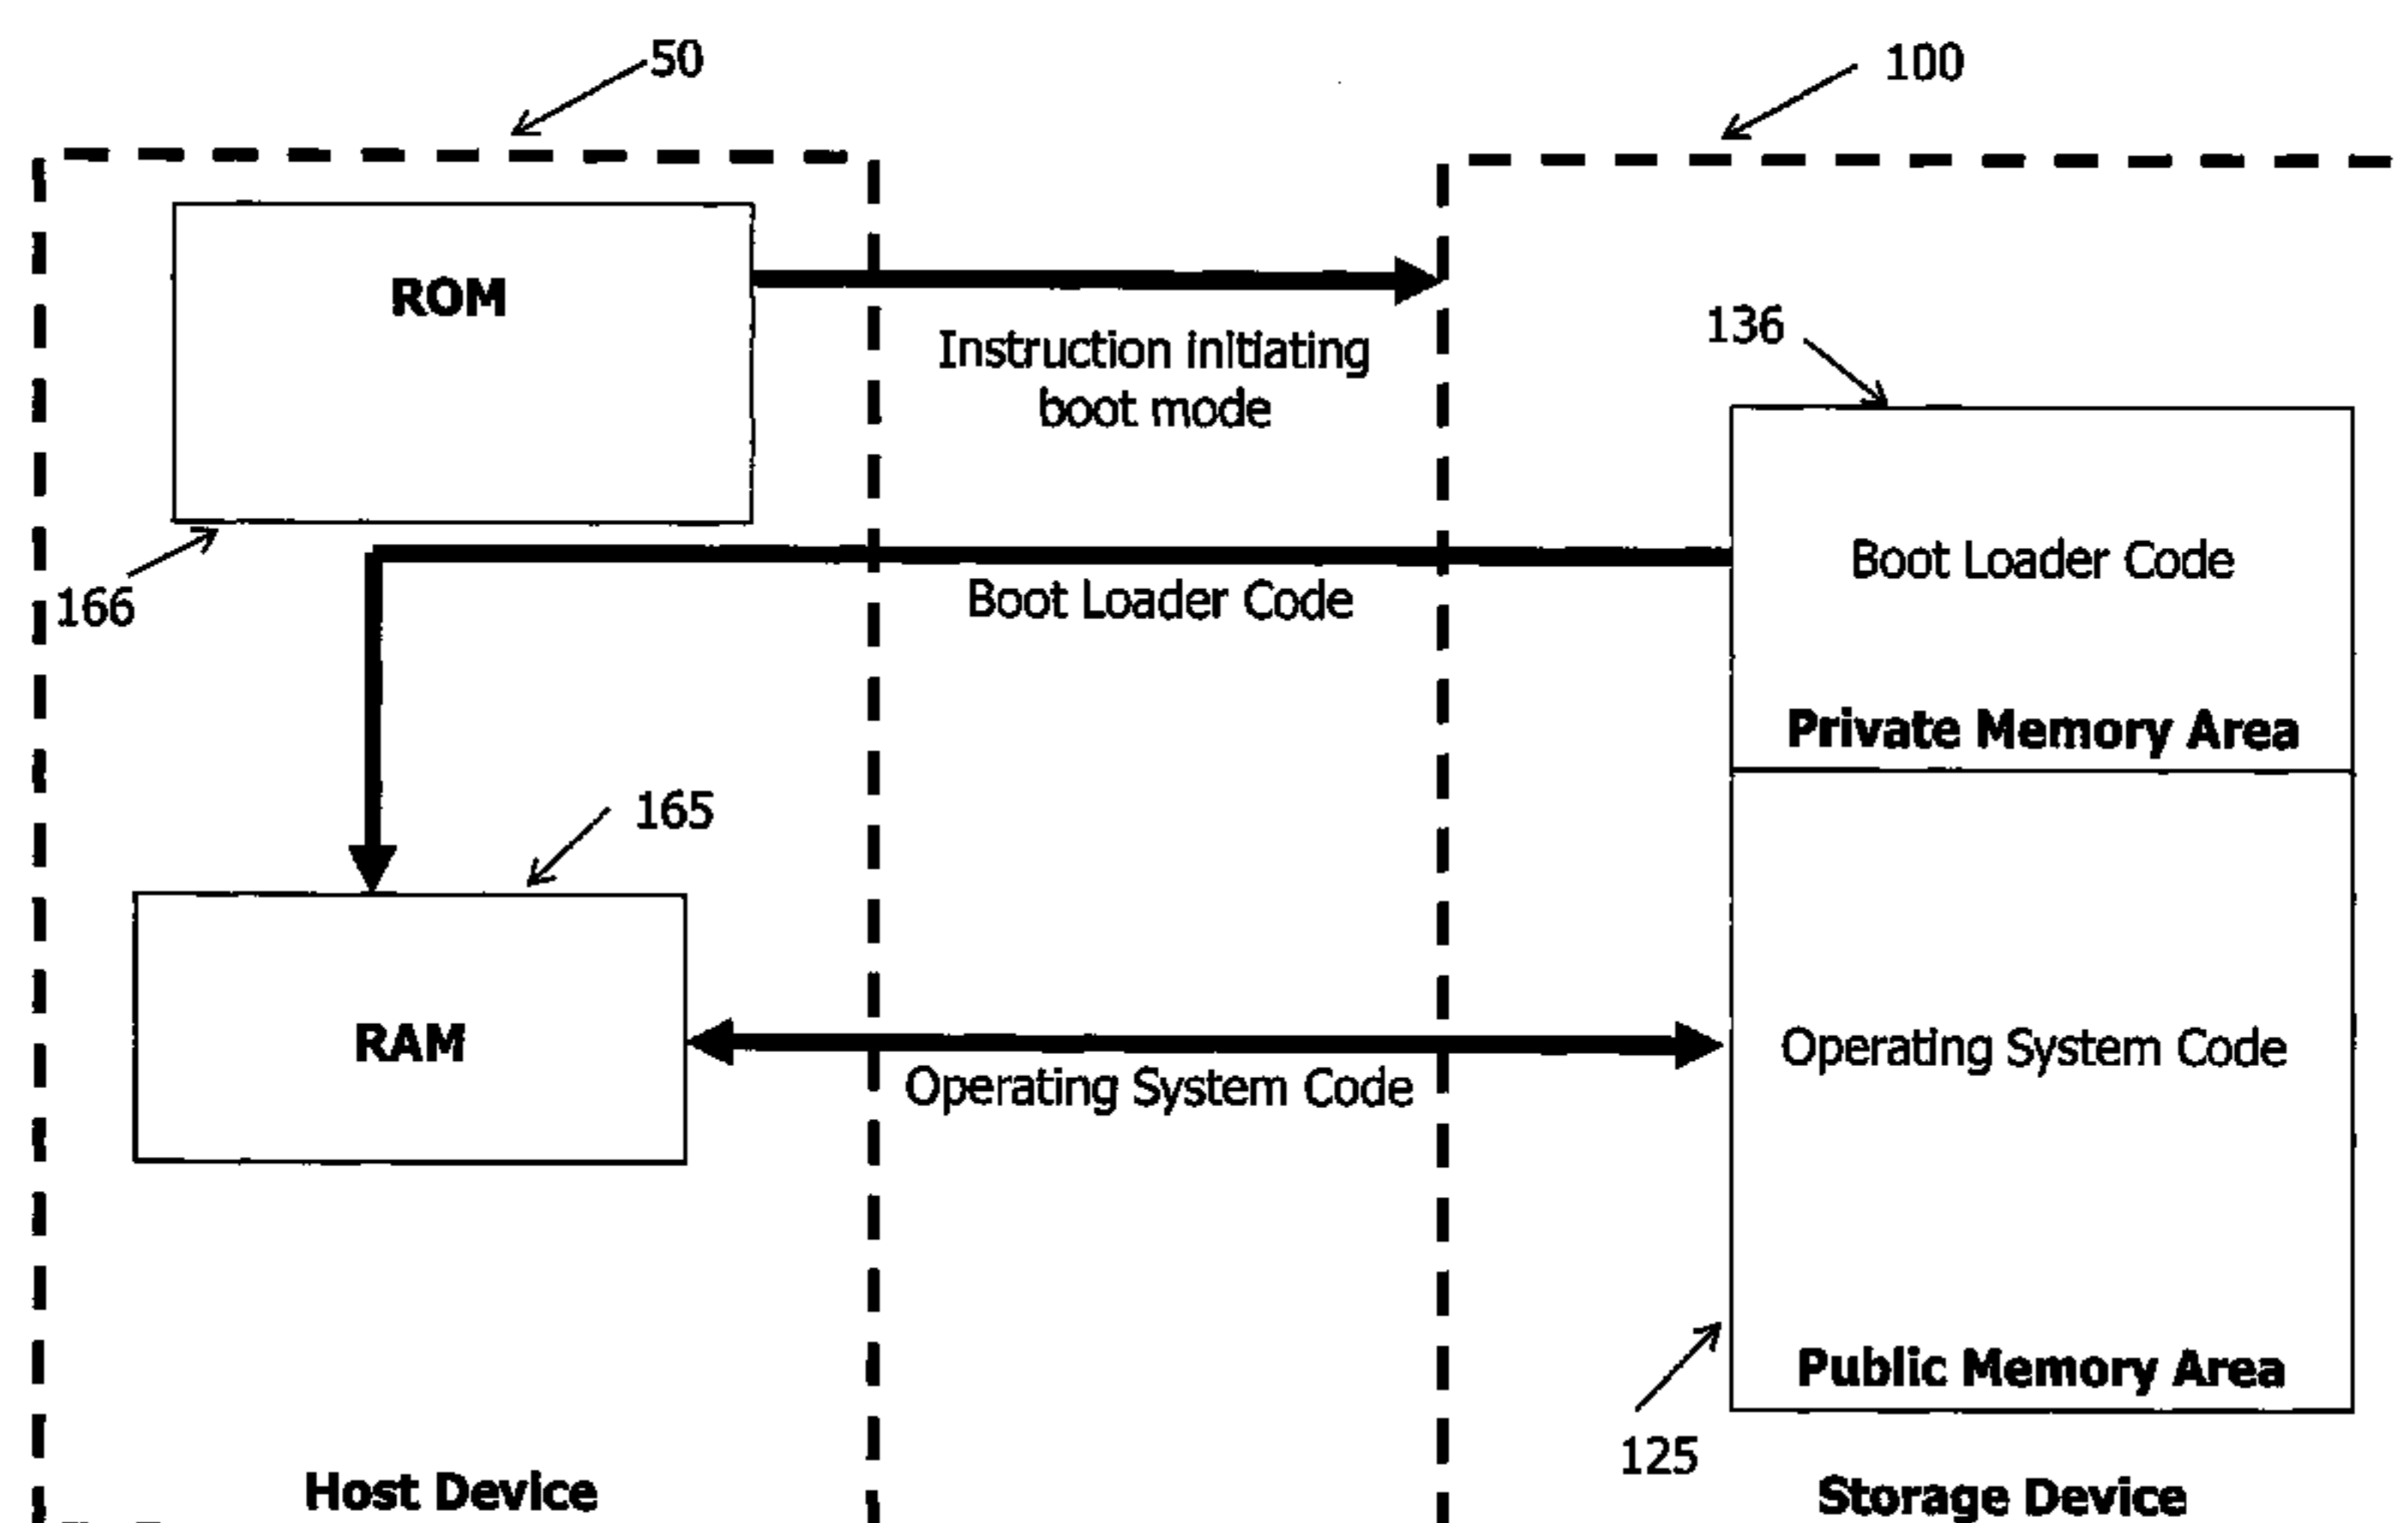 50
100
ROM
Instruction initiating
boot mode
136
166
Boot Loader Code
Boot Loader Code
Private Memory Area
165
RAM
Operating System Code
Operating System Code
Public Memory Area
125
Host Device
Storage Device